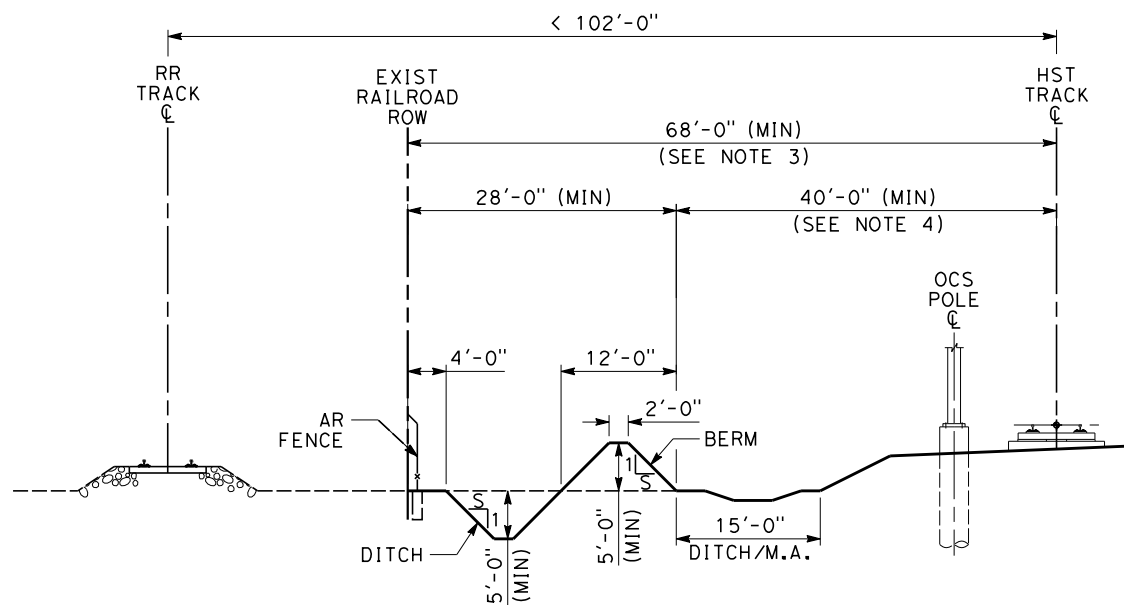 < 102'-0"
RR
TRACK
℄
EXIST
RAILROAD
ROW
HST
TRACK
℄
68'-0" (MIN)
(SEE NOTE 3)
28'-0" (MIN)
40'-0" (MIN)
(SEE NOTE 4)
OCS
POLE
℄
4'-0"
12'-0"
2'-0"
AR
FENCE
BERM
1
S
S
1
DITCH
5'-0"
(MIN)
5'-0"
(MIN)
15'-0"
DITCH/M.A.